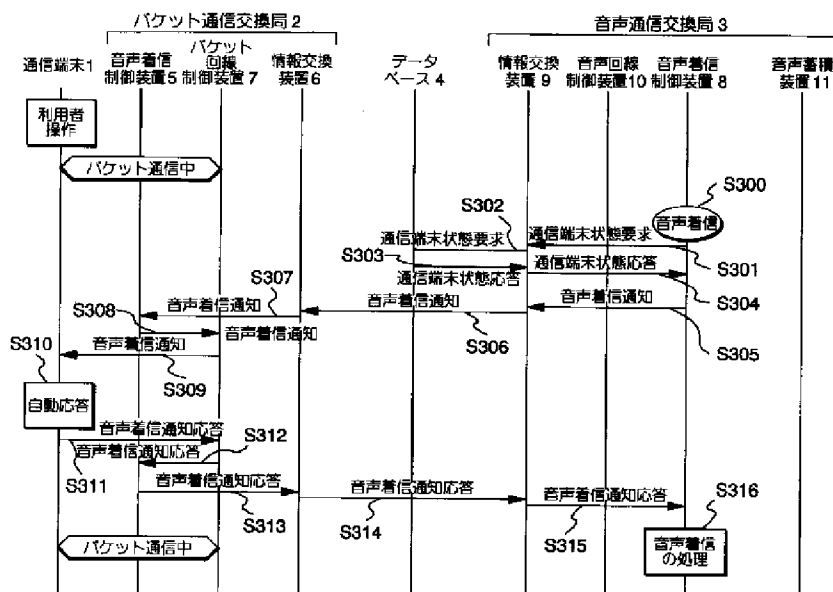 パケット通信交換局2
音声通信交換局3
通信端末1
音声着信
制御装置5
パケット
回線
制御装置7
情報交換
装置6
データ
ベース4
情報交換
装置9
音声回線
制御装置10
音声着信
制御装置8
音声蓄積
装置11
利用者
操作
パケット通信中
S300
音声着信
S302
通信端末状態要求
通信端末状態要求
S301
S303
通信端末状態応答
通信端末状態応答
S304
S307
音声着信通知
音声着信通知
音声着信通知
S308
音声着信通知
S306
S305
S310
音声着信通知
S309
自動応答
音声着信通知応答
S312
音声着信通知応答
S311
音声着信通知応答
S313
音声着信通知応答
S314
音声着信通知応答
S315
S316
音声着信
の処理
パケット通信中